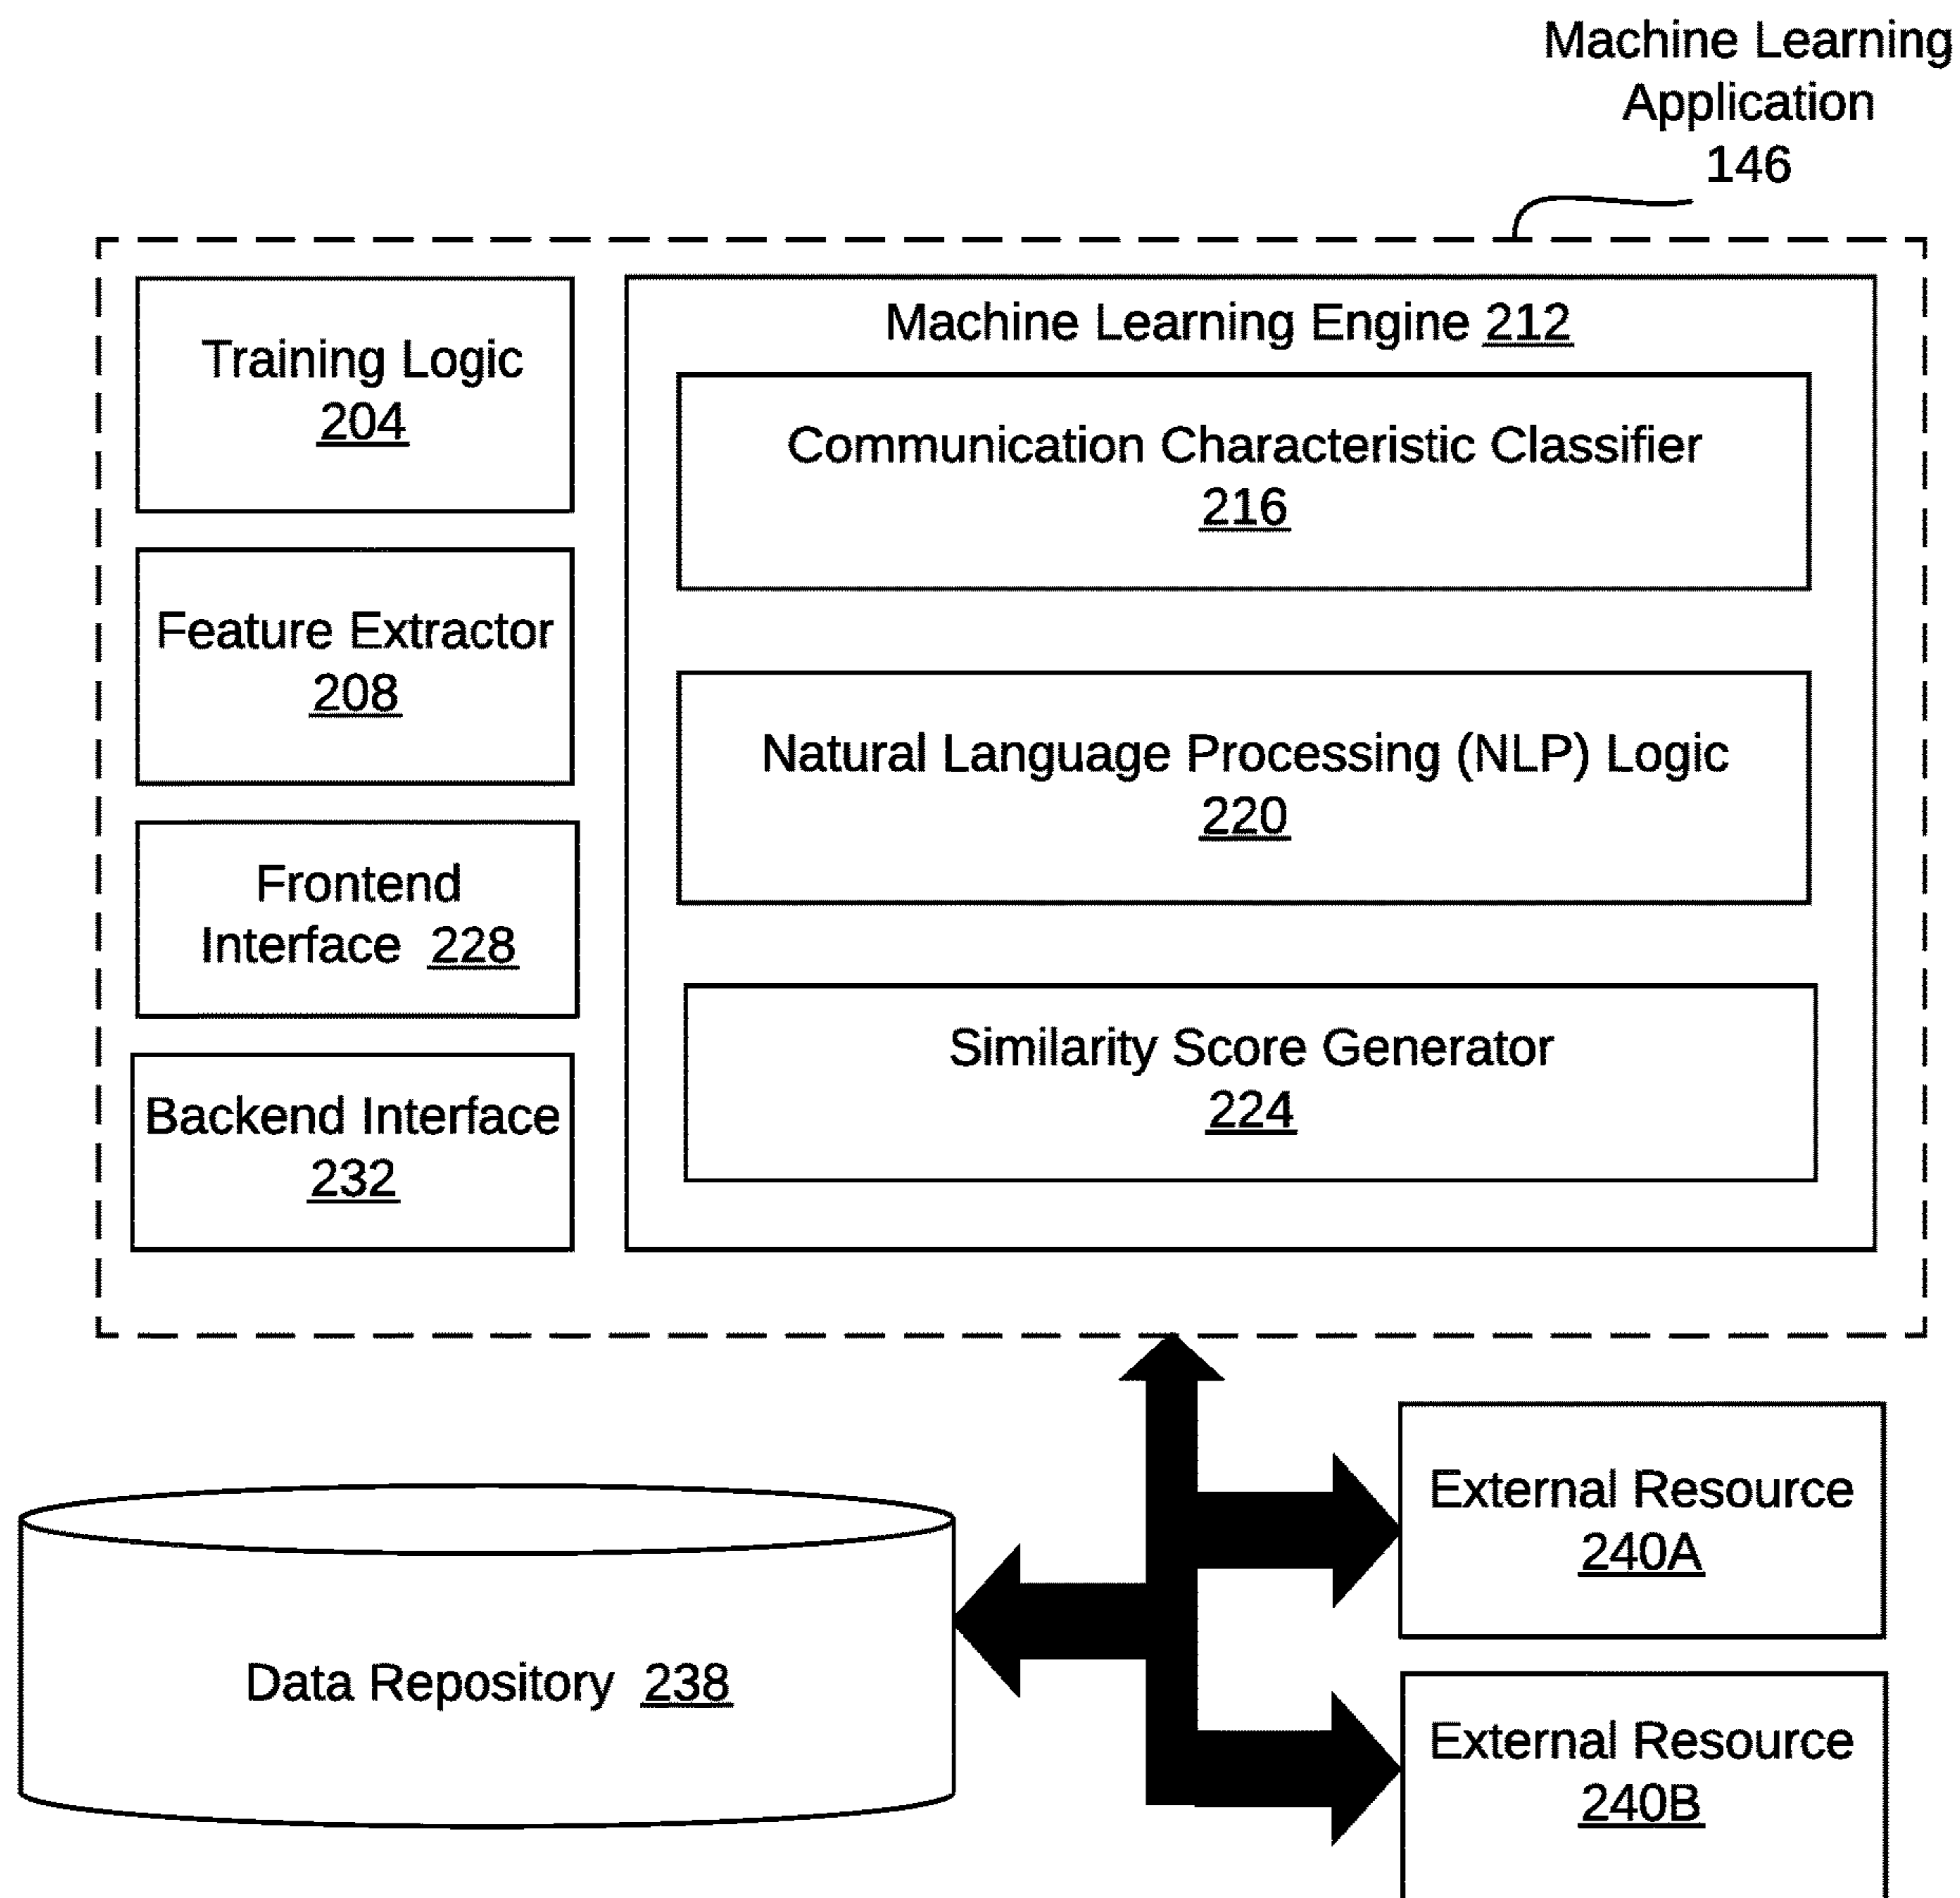 Machine Learning
Application
146
Training Logic
204
Feature Extractor
208
Frontend
Interface 228
Backend Interface
232
Machine Learning Engine 212
Communication Characteristic Classifier
216
Natural Language Processing (NLP) Logic
220
Similarity Score Generator
224
Data Repository 238
External Resource
240A
External Resource
240B